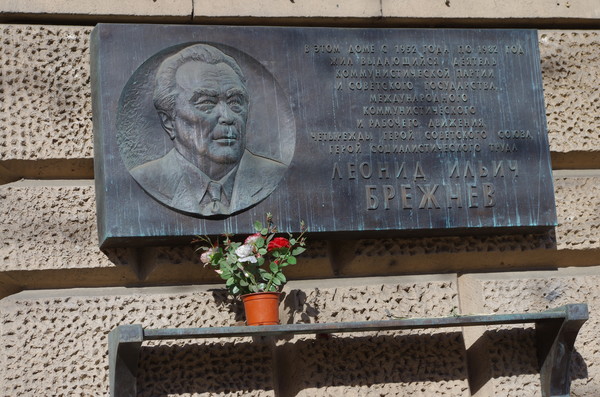 В ЭТОМ ДОМЕ С 1952 ГОДА ПО 1982 ГОД
ЖИЛ ВЫДАЮЩИЙСЯ ДЕЯТЕЛЬ
КОММУНИСТИЧЕСКОЙ ПАРТИИ
И СОВЕТСКОГО ГОСУДАРСТВА,
МЕЖДУНАРОДНОГО
КОММУНИСТИЧЕСКОГО
И РАБОЧЕГО ДВИЖЕНИЯ
ЧЕТЫРЕЖДЫ ГЕРОЙ СОВЕТСКОГО СОЮЗА
ГЕРОЙ СОЦИАЛИСТИЧЕСКОГО ТРУДА
ЛЕОНИД ИЛЬИЧ
БРЕЖНЕВ